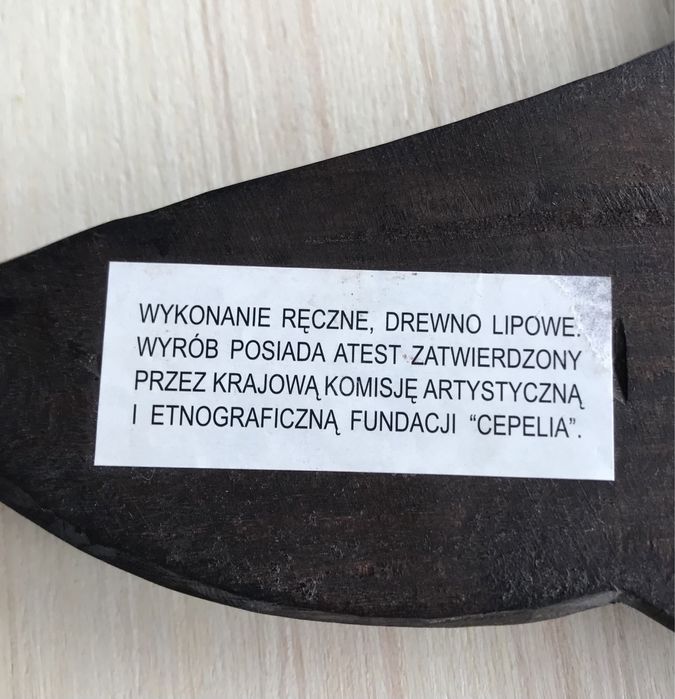 WYKONANIE RĘCZNE, DREWNO LIPOWE.
WYRÓB POSIADA ATEST ZATWIERDZONY
PRZEZ KRAJOWĄ KOMISJĘ ARTYSTYCZNĄ
I ETNOGRAFICZNĄ FUNDACJI "CEPELIA".